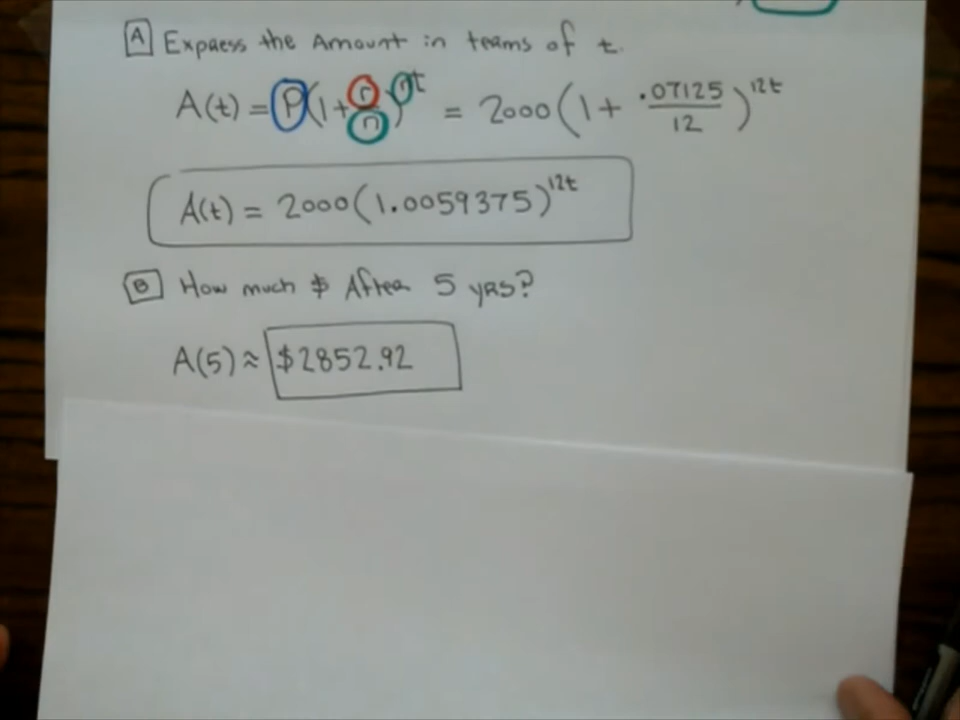 A Express the Amount in terms of t.
A(t) = P(1 + r/n)^nt = 2000(1 + .07125/12)^12t
A(t) = 2000(1.0059375)^12t
B How much $ After 5 yrs?
A(5) ≈ $2852.92